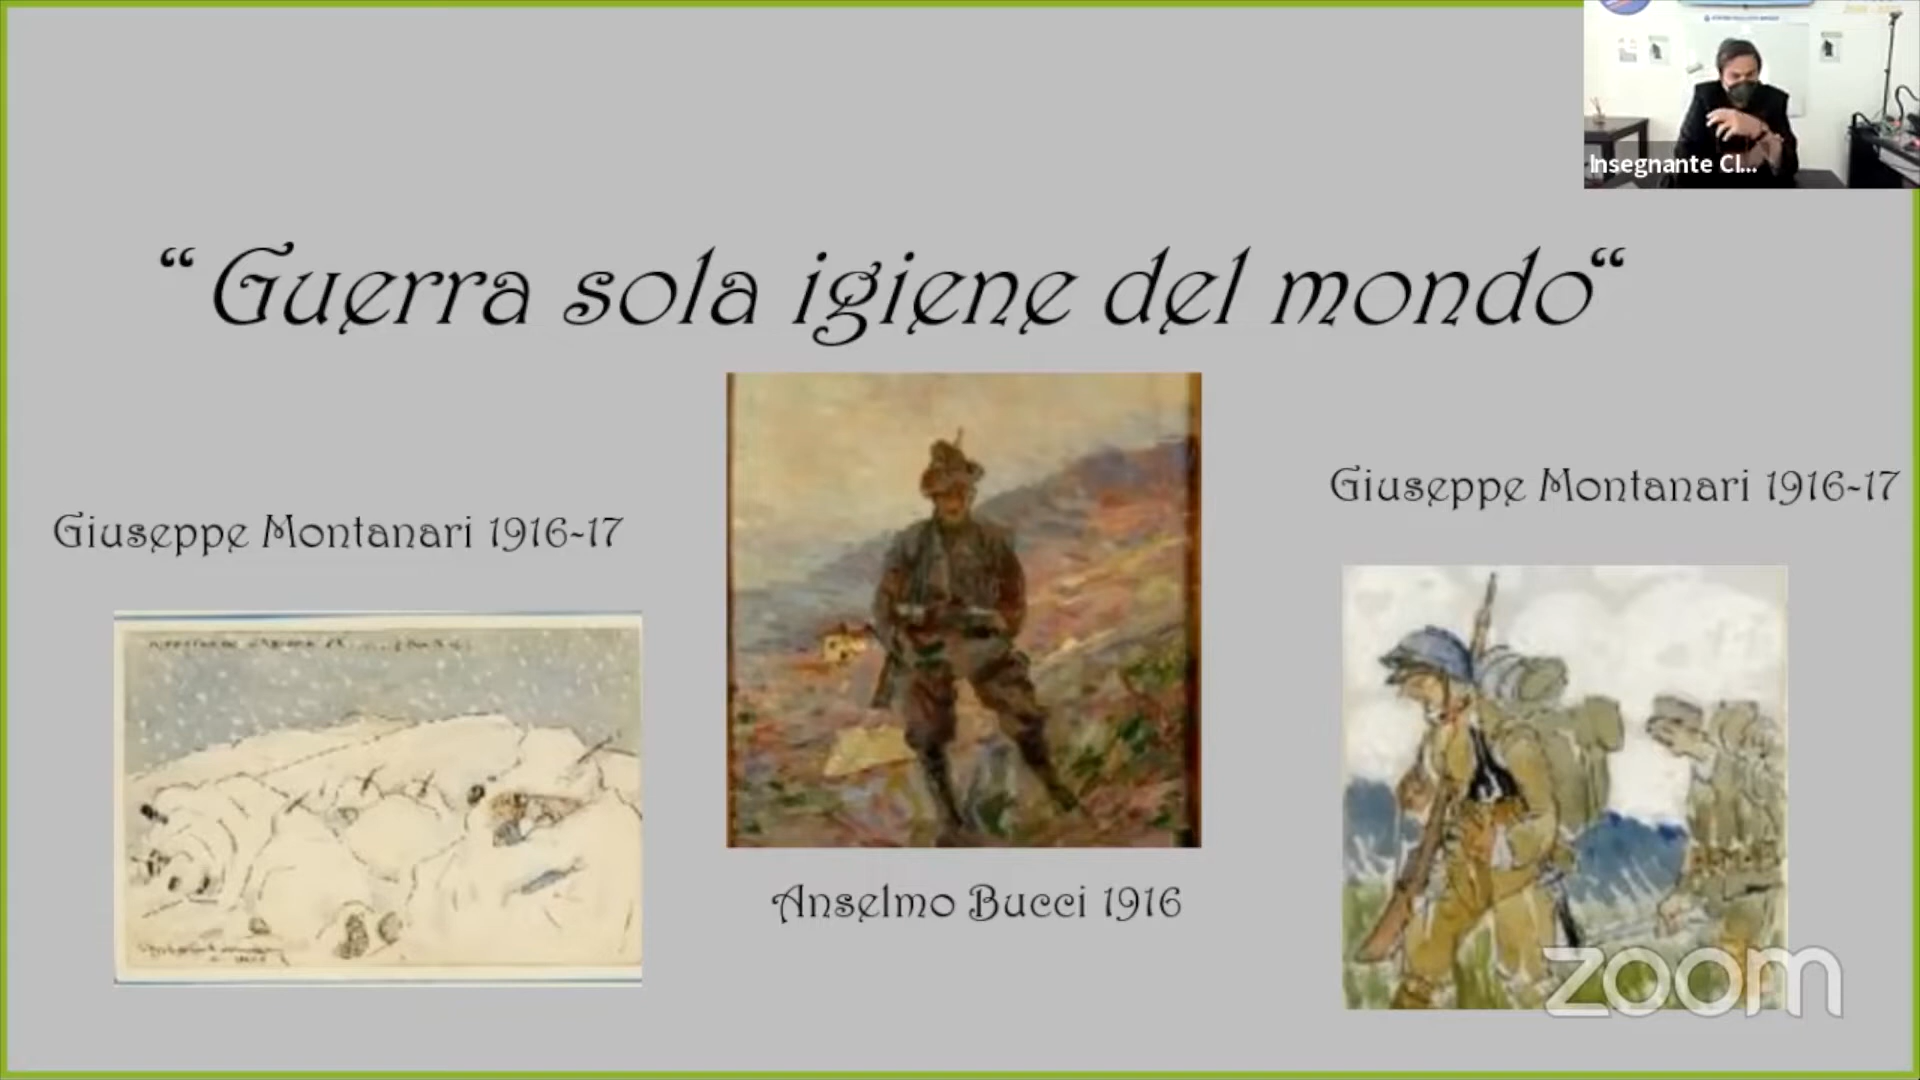 Insegnante Cl...
“ Guerra sola igiene del mondo“
Giuseppe Montanari 1916-17
Giuseppe Montanari 1916-17
Anselmo Bucci 1916
zoom